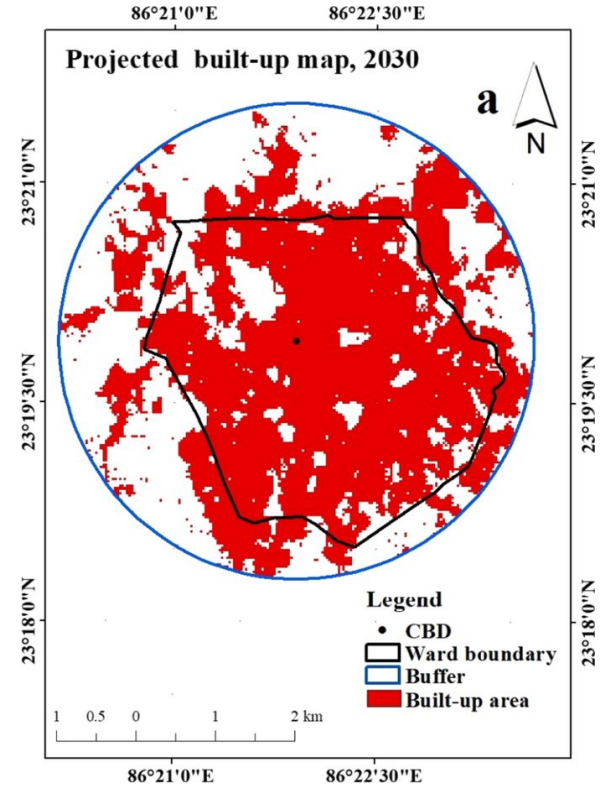 86°21'0"E 86°22'30"E
Projected built-up map, 2030
a
N
23°21'0"N 23°21'0"N
23°19'30"N 23°19'30"N
23°18'0"N 23°18'0"N
Legend
CBD
Ward boundary
Buffer
Built-up area
1 0.5 0 1 2 km
86°21'0"E 86°22'30"E